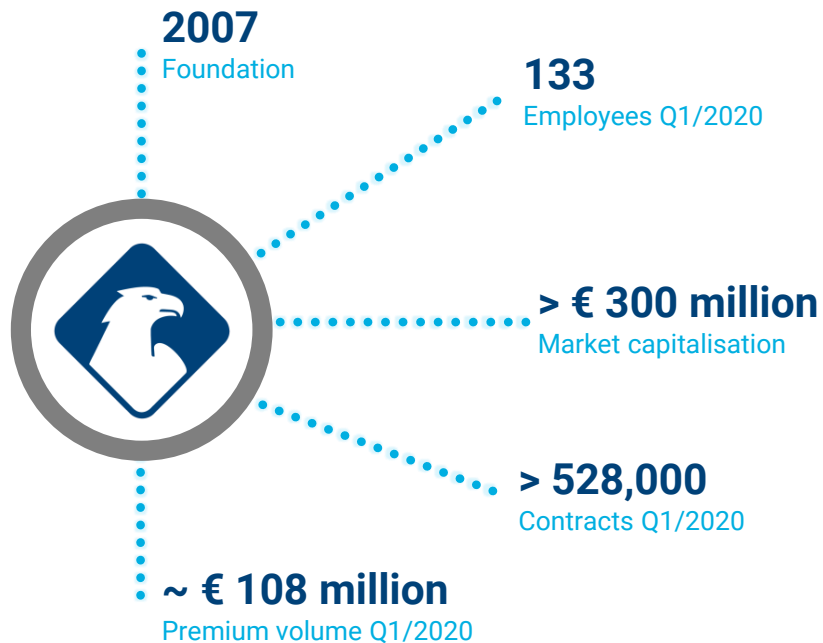 2007
Foundation
133
Employees Q1/2020
> € 300 million
Market capitalisation
> 528,000
Contracts Q1/2020
~ € 108 million
Premium volume Q1/2020